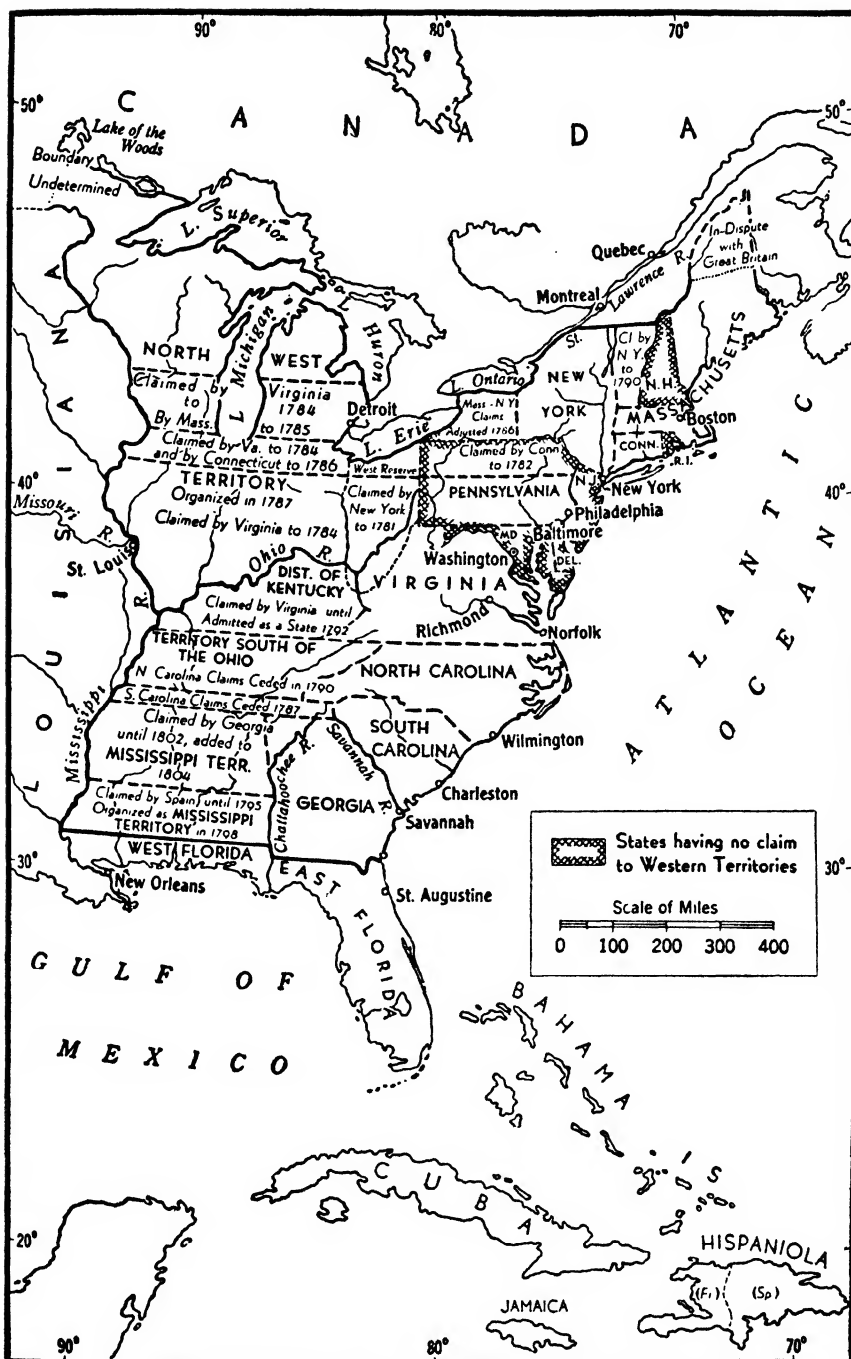 90° 80° 70°
50° 50°
CANADA
Lake of the
Woods
Boundary
Undetermined
L. Superior
Quebec
In-Dispute
with
Great Britain
Montreal
St. Lawrence R.
L. Huron
L Michigan
NORTH WEST
Claimed by
to
By Mass.
Virginia
1784
to 1785
Detroit
L. Ontario
L. Erie
Mass - N.Y.
Claims
Adjusted 1786
NEW
YORK
Cl by
N Y.
to
1790
N.H.
MASSACHUSETTS
Boston
CONN.
R.I.
Claimed by Va. to 1784
and by Connecticut to 1786
West Reserve
Claimed by Conn
to 1782
40° 40°
TERRITORY
Organized in 1787
Claimed by Virginia to 1784
Claimed by
New York
to 1781
PENNSYLVANIA
N.J.
New York
Philadelphia
Missouri R.
St. Louis
Ohio R.
MD
Baltimore
Washington
DEL.
DIST. OF
KENTUCKY
VIRGINIA
Claimed by Virginia until
Admitted as a State 1792
Richmond
Norfolk
TERRITORY SOUTH OF
THE OHIO
N Carolina Claims Ceded in 1790
NORTH CAROLINA
S. Carolina Claims Ceded 1787
Claimed by Georgia
until 1802, added to
MISSISSIPPI TERR.
1804
SOUTH
CAROLINA
Wilmington
Savannah R.
Challahoochee R.
GEORGIA
Charleston
Savannah
Claimed by Spain until 1795
Organized as MISSISSIPPI
TERRITORY in 1798
Mississippi R.
LOUISIANA
WEST FLORIDA
30° 30°
New Orleans
EAST FLORIDA
St. Augustine
ATLANTIC
OCEAN
States having no claim
to Western Territories
Scale of Miles
0 100 200 300 400
GULF OF
MEXICO
BAHAMA IS
CUBA
20°
HISPANIOLA
(Fr) (Sp)
JAMAICA
90° 80° 70°